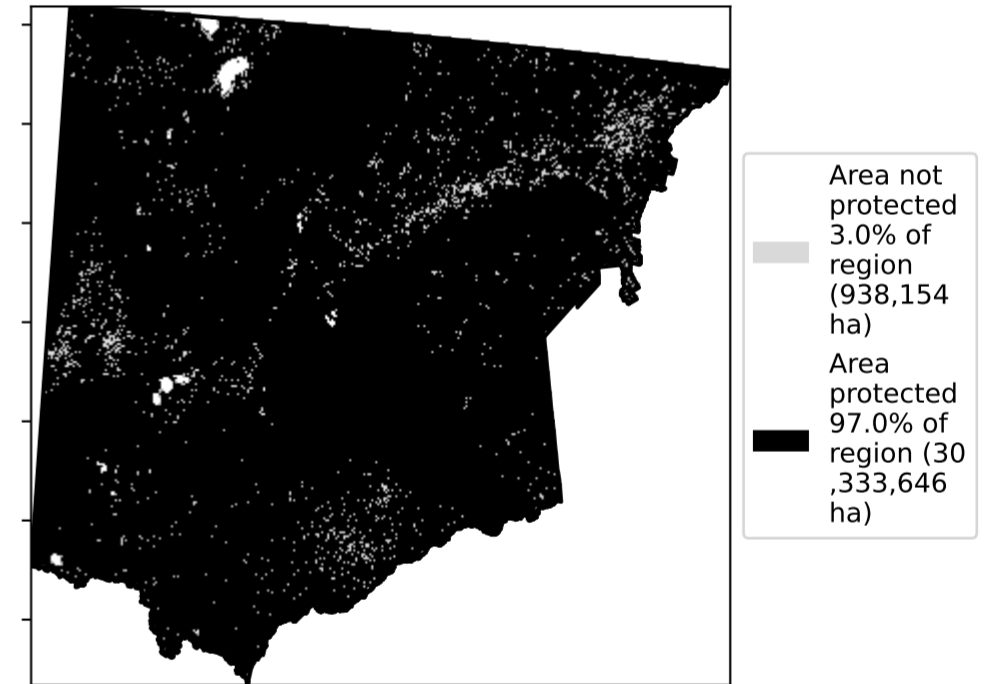 Area not
protected
3.0% of
region
(938,154
ha)
Area
protected
97.0% of
region (30
,333,646
ha)